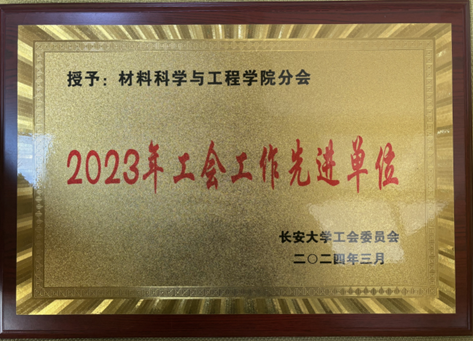 授予：材料科学与工程学院分会
2023年工会工作先进单位
长安大学工会委员会
二〇二四年三月